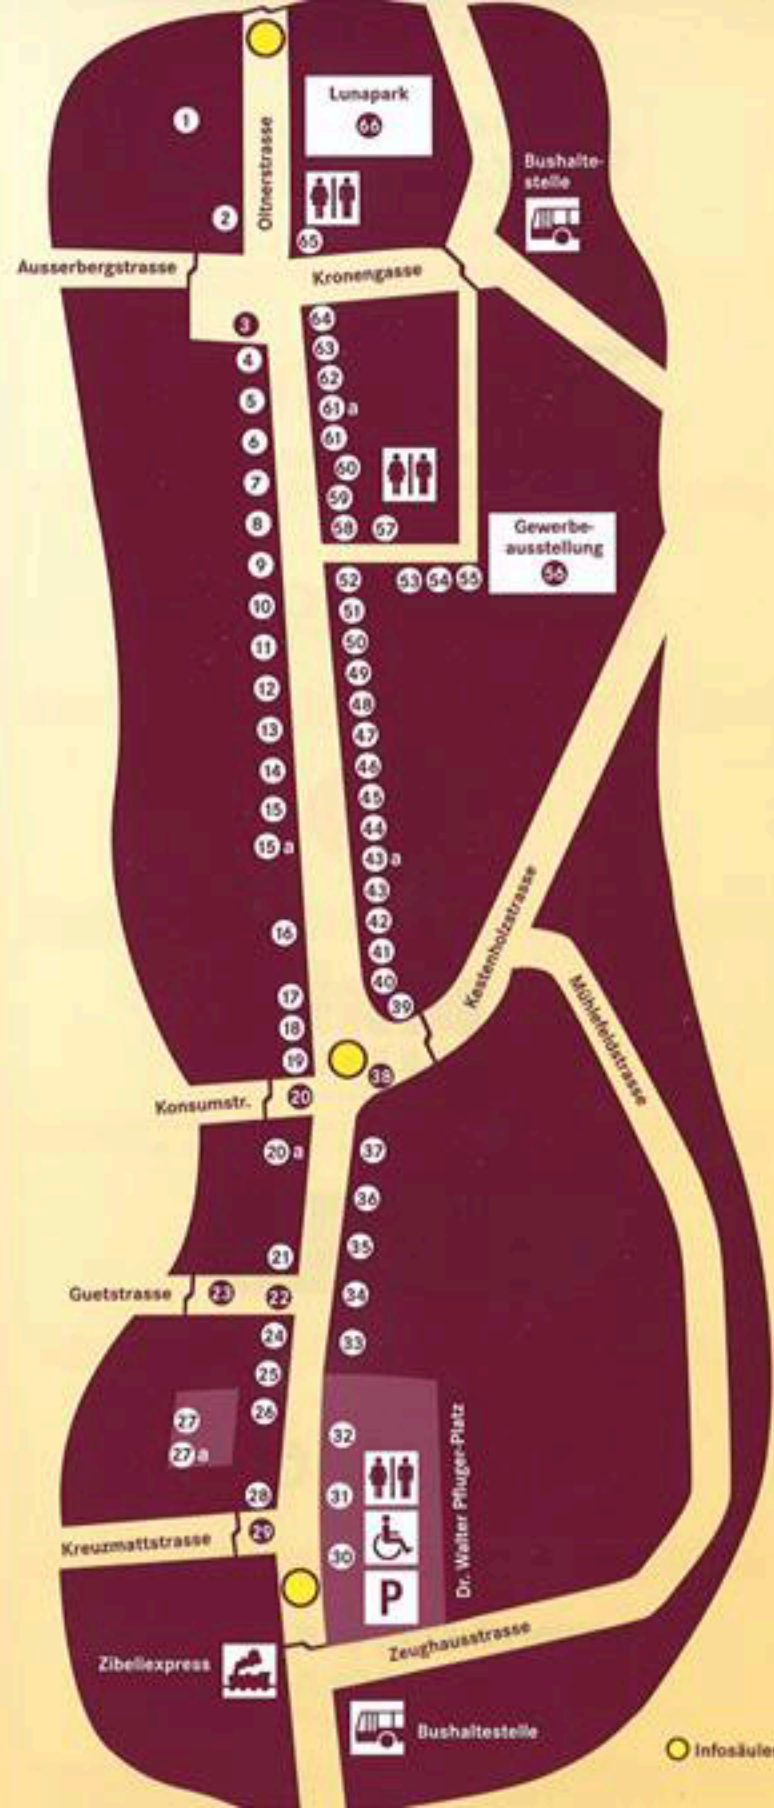 1
Oltnerstrasse
Lunapark
66
Bushalte-
stelle
2
65
Ausserbergstrasse
Kronengasse
3
64
4
63
62
5
61 a
6
61
60
7
59
8
58
57
Gewerbe-
ausstellung
56
9
52
53
54
55
10
51
11
50
49
12
48
13
47
14
46
15
45
44
15 a
43 a
43
16
42
41
17
40
39
Kestenholzstrasse
Mühlefeldstrasse
18
19
38
Konsumstr.
20
20 a
37
36
21
35
Guetstrasse
23
22
34
24
33
25
26
27
27 a
32
28
31
Dr. Walter Pfluger-Platz
Kreuzmattstrasse
29
30
P
Zeughausstrasse
Zibeliexpress
Bushaltestelle
Infosäulen